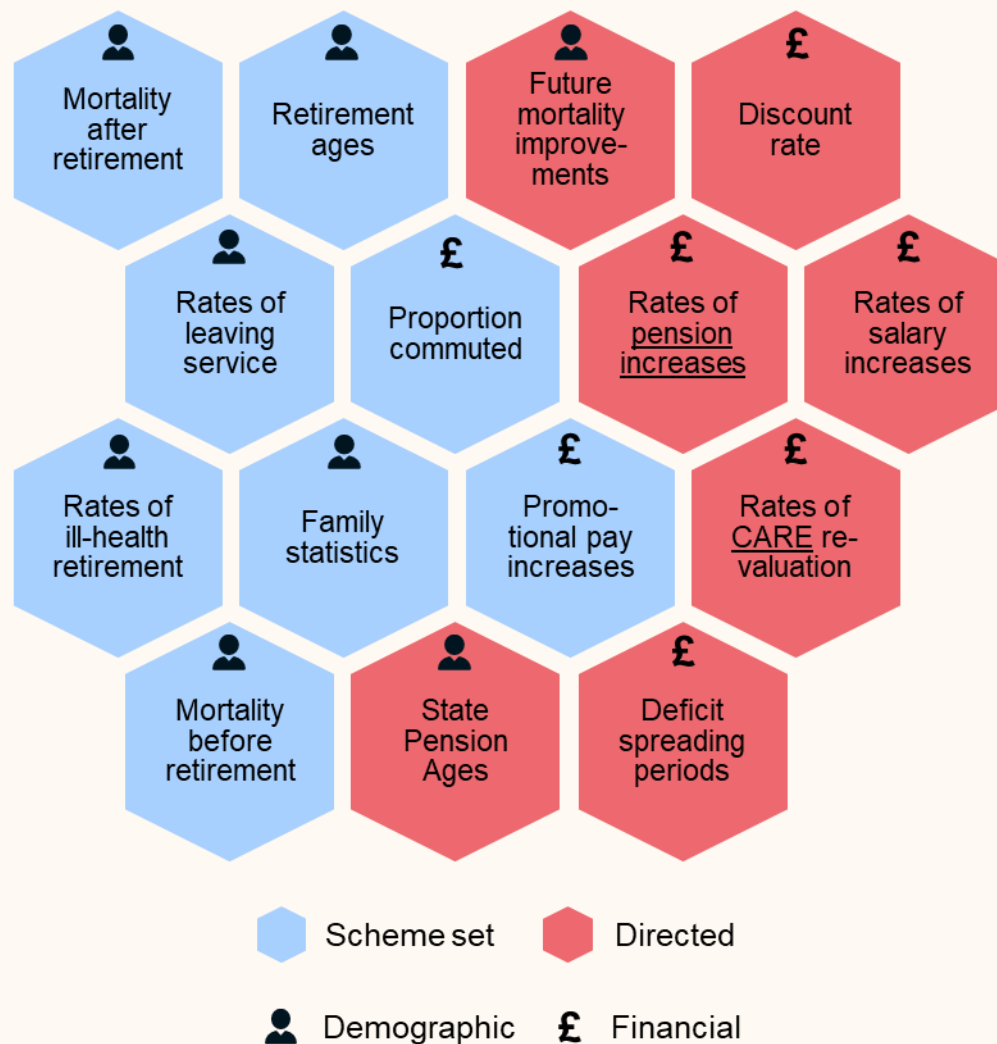 Mortality
after
retirement
Retirement
ages
£
Future
mortality
improve-
ments
£
Discount
rate
Rates of
leaving
service
£
Proportion
commuted
£
Rates of
pension
increases
£
Rates of
salary
increases
Rates of
ill-health
retirement
Family
statistics
£
Promo-
tional pay
increases
£
Rates of
CARE re-
valuation
Mortality
before
retirement
State
Pension
Ages
£
Deficit
spreading
periods
Scheme set
Directed
Demographic
£ Financial